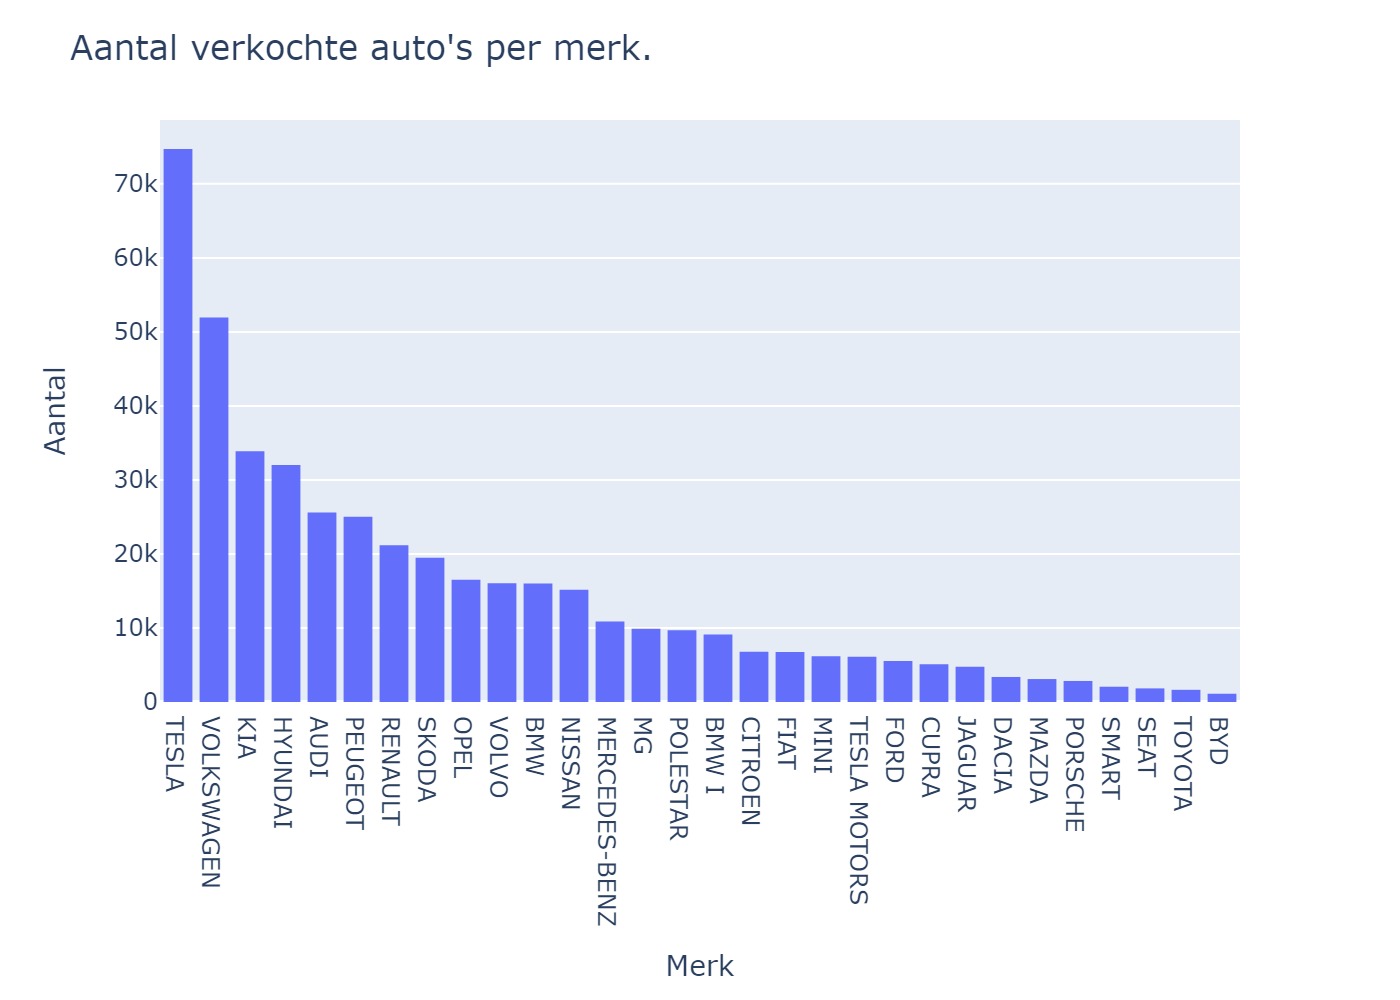 Aantal verkochte auto's per merk.
70k
60k
50k
40k
30k
20k
10k
0
Aantal
TESLA
VOLKSWAGEN
KIA
HYUNDAI
AUDI
PEUGEOT
RENAULT
SKODA
OPEL
VOLVO
BMW
NISSAN
MERCEDES-BENZ
MG
POLESTAR
BMW I
CITROEN
FIAT
MINI
TESLA MOTORS
FORD
CUPRA
JAGUAR
DACIA
MAZDA
PORSCHE
SMART
SEAT
TOYOTA
BYD
Merk